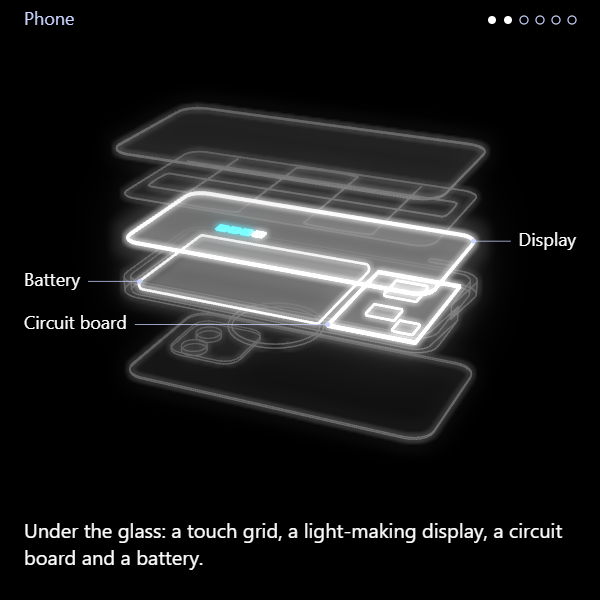 Phone
Display
Battery
Circuit board
Under the glass: a touch grid, a light-making display, a circuit
board and a battery.